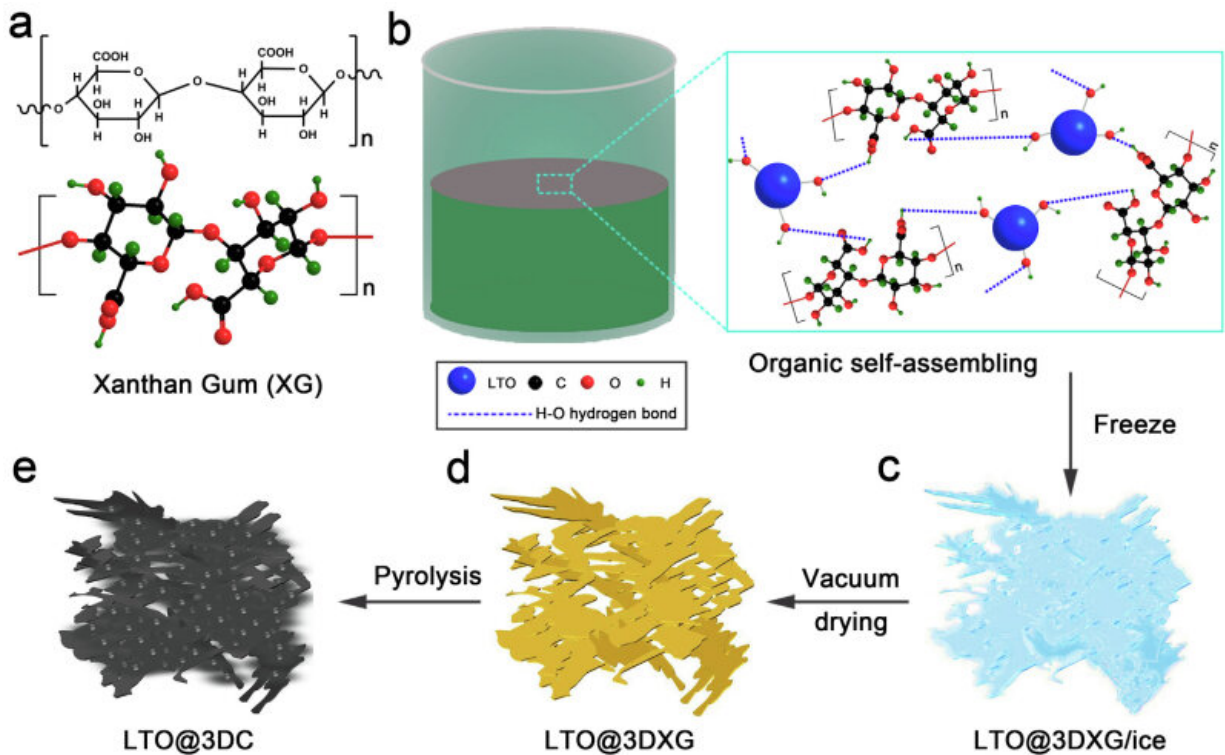 a
COOH
COOH
H
O
H
O
H
O
H
O
O
H
OH
H
OH
H
H
H
OH
H
OH
n
n
Xanthan Gum (XG)
b
n
n
n
n
LTO C O H
H-O hydrogen bond
Organic self-assembling
Freeze
c
LTO@3DXG/ice
Vacuum
drying
d
LTO@3DXG
Pyrolysis
e
LTO@3DC